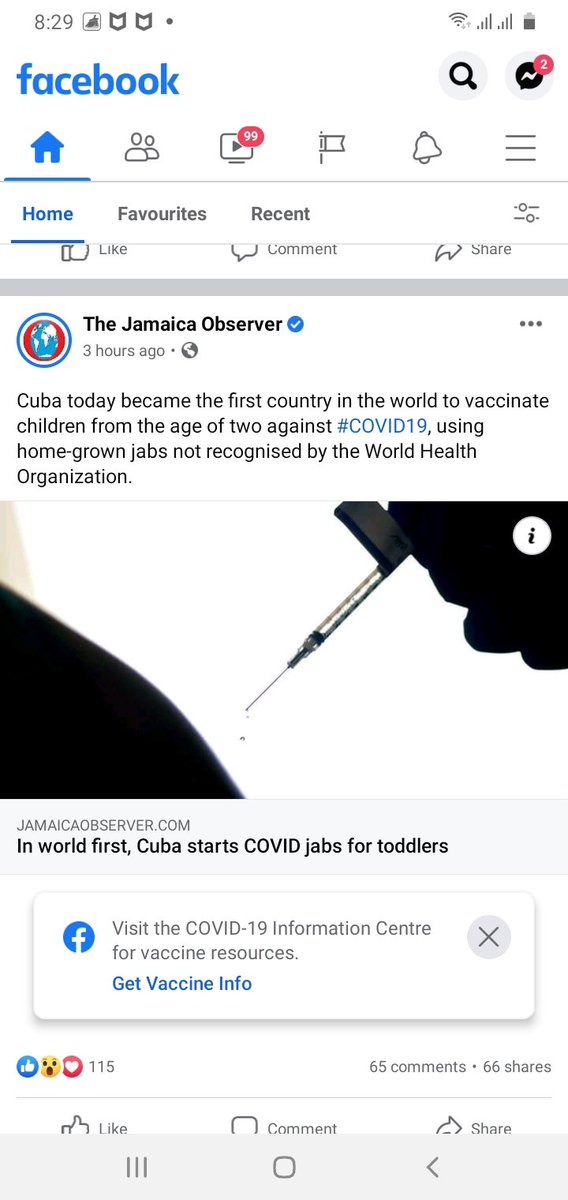 8:29
facebook
2
99
Home Favourites Recent
Like Comment Share
The Jamaica Observer
3 hours ago •
Cuba today became the first country in the world to vaccinate
children from the age of two against #COVID19, using
home-grown jabs not recognised by the World Health
Organization.
JAMAICAOBSERVER.COM
In world first, Cuba starts COVID jabs for toddlers
Visit the COVID-19 Information Centre
for vaccine resources.
Get Vaccine Info
115 65 comments • 66 shares
Like Comment Share